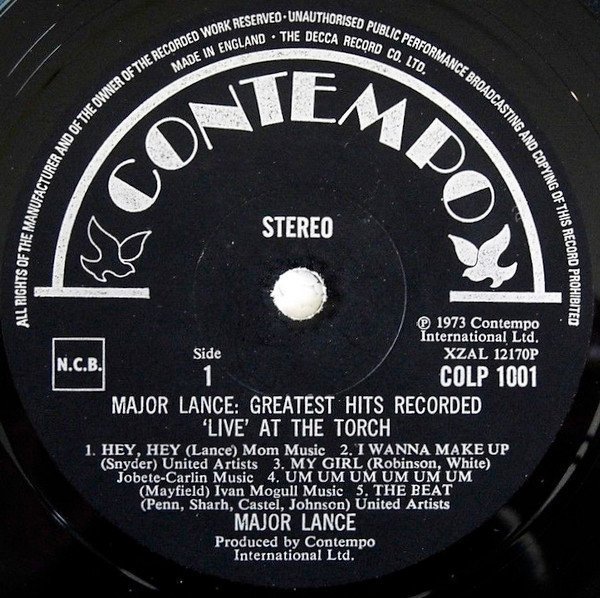 ALL RIGHTS OF THE MANUFACTURER AND OF THE OWNER OF THE RECORDED WORK RESERVED · UNAUTHORISED PUBLIC PERFORMANCE BROADCASTING AND COPYING OF THIS RECORD PROHIBITED
MADE IN ENGLAND · THE DECCA RECORD CO. LTD.
CONTEMPO
STEREO
℗ 1973 Contempo
International Ltd.
XZAL 12170P
COLP 1001
N.C.B.
Side
1
MAJOR LANCE: GREATEST HITS RECORDED
'LIVE' AT THE TORCH
1. HEY, HEY (Lance) Mom Music 2. I WANNA MAKE UP
(Snyder) United Artists 3. MY GIRL (Robinson, White)
Jobete-Carlin Music 4. UM UM UM UM UM UM
(Mayfield) Ivan Mogull Music 5. THE BEAT
(Penn, Sharh, Castel, Johnson) United Artists
MAJOR LANCE
Produced by Contempo
International Ltd.